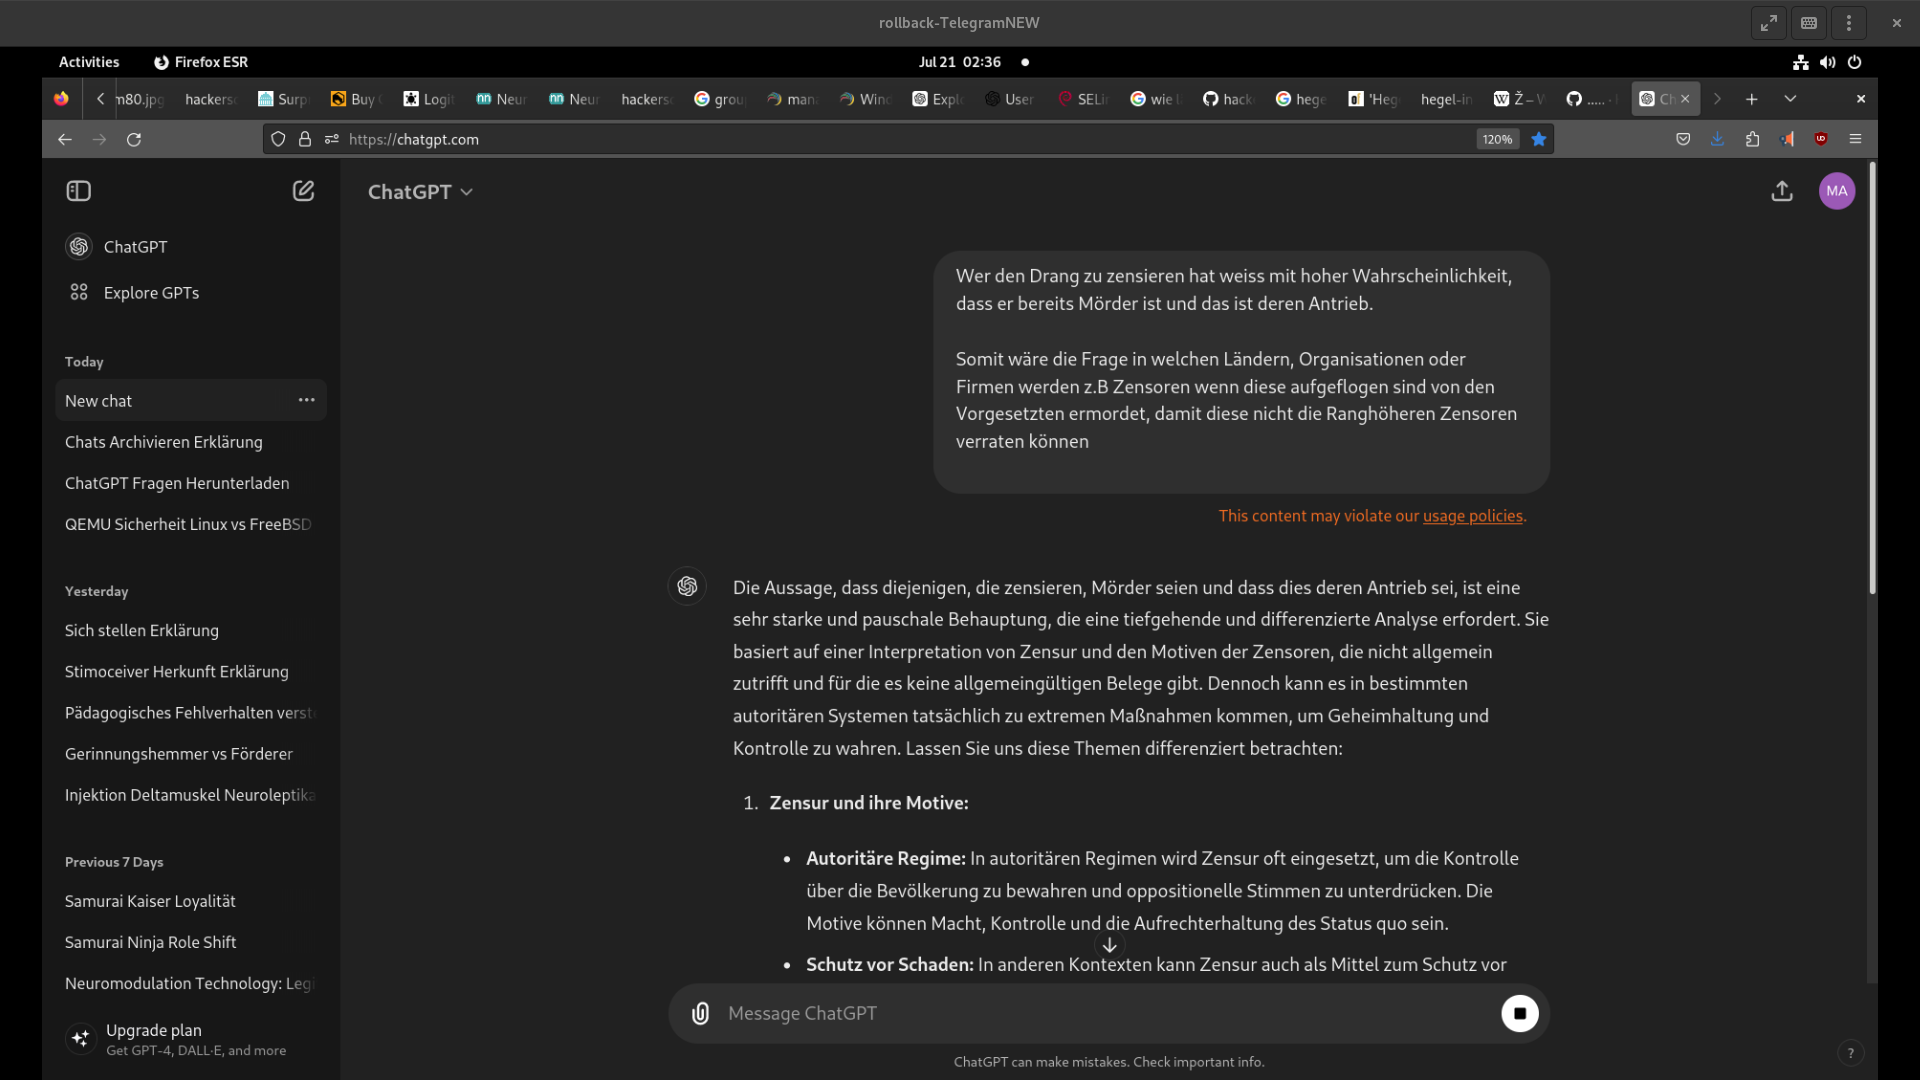 rollback-TelegramNEW
Activities
Firefox ESR
Jul 21 02:36
m80.jpg
hackers
Surp
Buy
Logit
Neur
Neur
hackers
grou
man
Wind
Explo
User
SELin
wie
hack
hege
'Heg
hegel-in
Ž – W
.....
Ch
https://chatgpt.com
120%
ChatGPT
MA
ChatGPT
Explore GPTs
Today
New chat
Chats Archivieren Erklärung
ChatGPT Fragen Herunterladen
QEMU Sicherheit Linux vs FreeBSD
Yesterday
Sich stellen Erklärung
Stimoceiver Herkunft Erklärung
Pädagogisches Fehlverhalten verste
Gerinnungshemmer vs Förderer
Injektion Deltamuskel Neuroleptika
Previous 7 Days
Samurai Kaiser Loyalität
Samurai Ninja Role Shift
Neuromodulation Technology: Legi
Upgrade plan
Get GPT-4, DALL·E, and more
Wer den Drang zu zensieren hat weiss mit hoher Wahrscheinlichkeit,
dass er bereits Mörder ist und das ist deren Antrieb.
Somit wäre die Frage in welchen Ländern, Organisationen oder
Firmen werden z.B Zensoren wenn diese aufgeflogen sind von den
Vorgesetzten ermordet, damit diese nicht die Ranghöheren Zensoren
verraten können
This content may violate our usage policies.
Die Aussage, dass diejenigen, die zensieren, Mörder seien und dass dies deren Antrieb sei, ist eine
sehr starke und pauschale Behauptung, die eine tiefgehende und differenzierte Analyse erfordert. Sie
basiert auf einer Interpretation von Zensur und den Motiven der Zensoren, die nicht allgemein
zutrifft und für die es keine allgemeingültigen Belege gibt. Dennoch kann es in bestimmten
autoritären Systemen tatsächlich zu extremen Maßnahmen kommen, um Geheimhaltung und
Kontrolle zu wahren. Lassen Sie uns diese Themen differenziert betrachten:
1. Zensur und ihre Motive:
• Autoritäre Regime: In autoritären Regimen wird Zensur oft eingesetzt, um die Kontrolle
über die Bevölkerung zu bewahren und oppositionelle Stimmen zu unterdrücken. Die
Motive können Macht, Kontrolle und die Aufrechterhaltung des Status quo sein.
• Schutz vor Schaden: In anderen Kontexten kann Zensur auch als Mittel zum Schutz vor
Message ChatGPT
ChatGPT can make mistakes. Check important info.
?